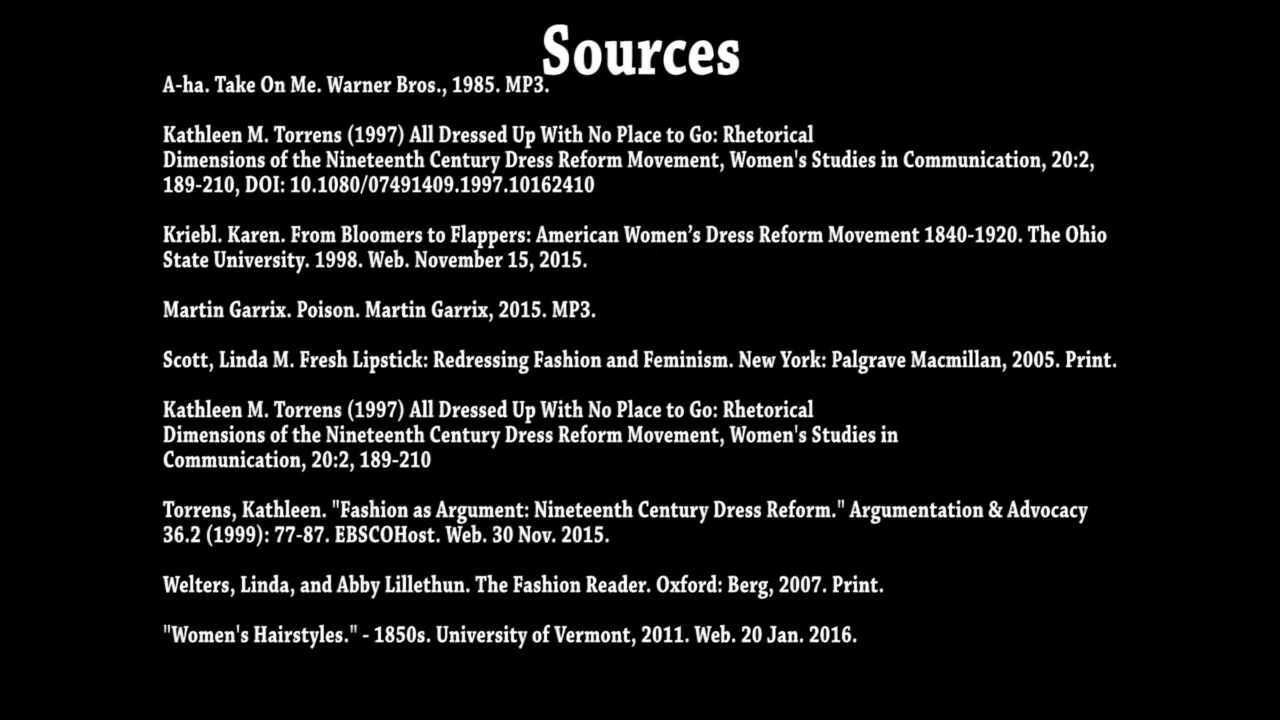 Sources
A-ha. Take On Me. Warner Bros., 1985. MP3.
Kathleen M. Torrens (1997) All Dressed Up With No Place to Go: Rhetorical
Dimensions of the Nineteenth Century Dress Reform Movement, Women's Studies in Communication, 20:2,
189-210, DOI: 10.1080/07491409.1997.10162410
Kriebl. Karen. From Bloomers to Flappers: American Women’s Dress Reform Movement 1840-1920. The Ohio
State University. 1998. Web. November 15, 2015.
Martin Garrix. Poison. Martin Garrix, 2015. MP3.
Scott, Linda M. Fresh Lipstick: Redressing Fashion and Feminism. New York: Palgrave Macmillan, 2005. Print.
Kathleen M. Torrens (1997) All Dressed Up With No Place to Go: Rhetorical
Dimensions of the Nineteenth Century Dress Reform Movement, Women's Studies in
Communication, 20:2, 189-210
Torrens, Kathleen. "Fashion as Argument: Nineteenth Century Dress Reform." Argumentation & Advocacy
36.2 (1999): 77-87. EBSCOHost. Web. 30 Nov. 2015.
Welters, Linda, and Abby Lillethun. The Fashion Reader. Oxford: Berg, 2007. Print.
"Women's Hairstyles." - 1850s. University of Vermont, 2011. Web. 20 Jan. 2016.